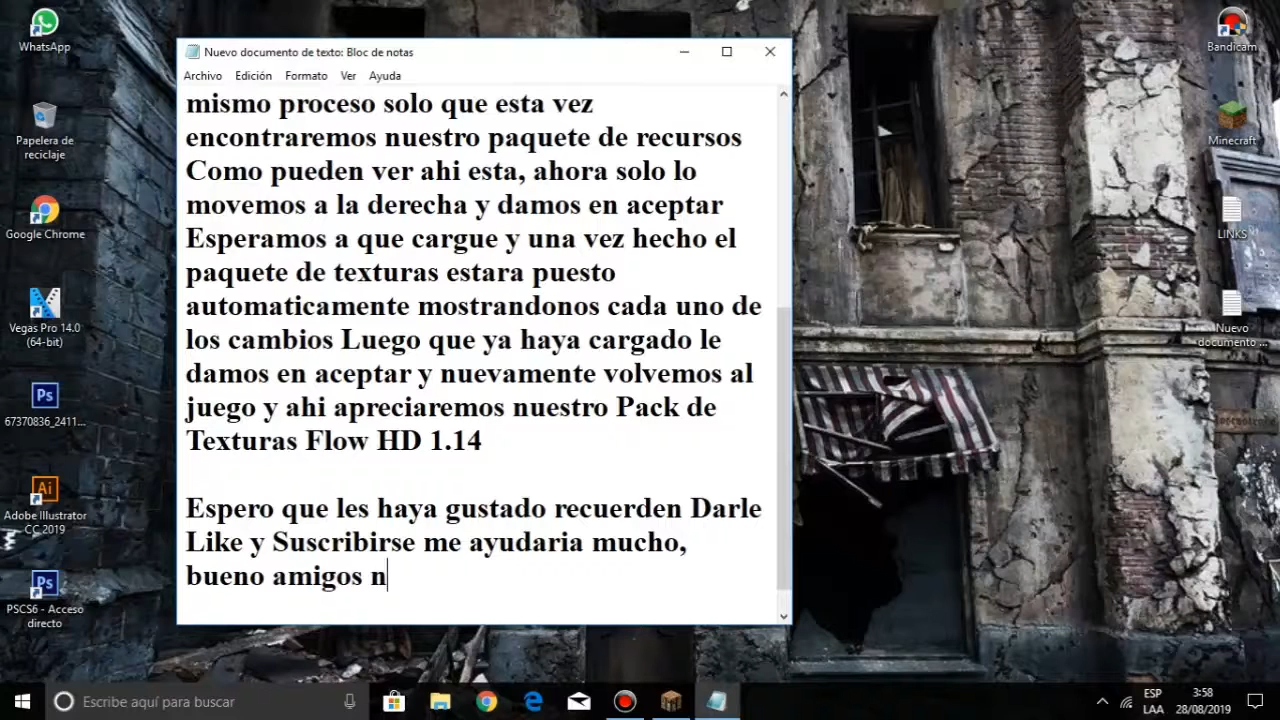 WhatsApp
Papelera de
reciclaje
Google Chrome
Vegas Pro 14.0
(64-bit)
67370836_2411...
Adobe Illustrator
CC 2019
PSCS6 - Acceso
directo
Nuevo documento de texto: Bloc de notas
Archivo Edición Formato Ver Ayuda
mismo proceso solo que esta vez
encontraremos nuestro paquete de recursos
Como pueden ver ahi esta, ahora solo lo
movemos a la derecha y damos en aceptar
Esperamos a que cargue y una vez hecho el
paquete de texturas estara puesto
automaticamente mostrandonos cada uno de
los cambios Luego que ya haya cargado le
damos en aceptar y nuevamente volvemos al
juego y ahi apreciaremos nuestro Pack de
Texturas Flow HD 1.14
Espero que les haya gustado recuerden Darle
Like y Suscribirse me ayudaria mucho,
bueno amigos n
Bandicam
Minecraft
LINKS
Nuevo
documento ...
Escribe aquí para buscar
ESP
LAA
3:58
28/08/2019